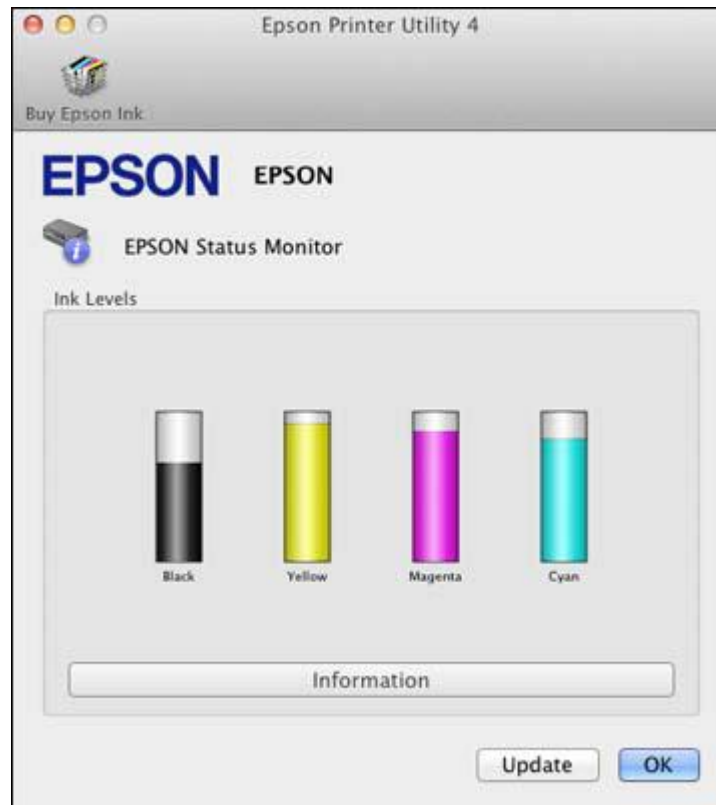 Epson Printer Utility 4
Buy Epson Ink
EPSON EPSON
EPSON Status Monitor
Ink Levels
Black Yellow Magenta Cyan
Information
Update OK